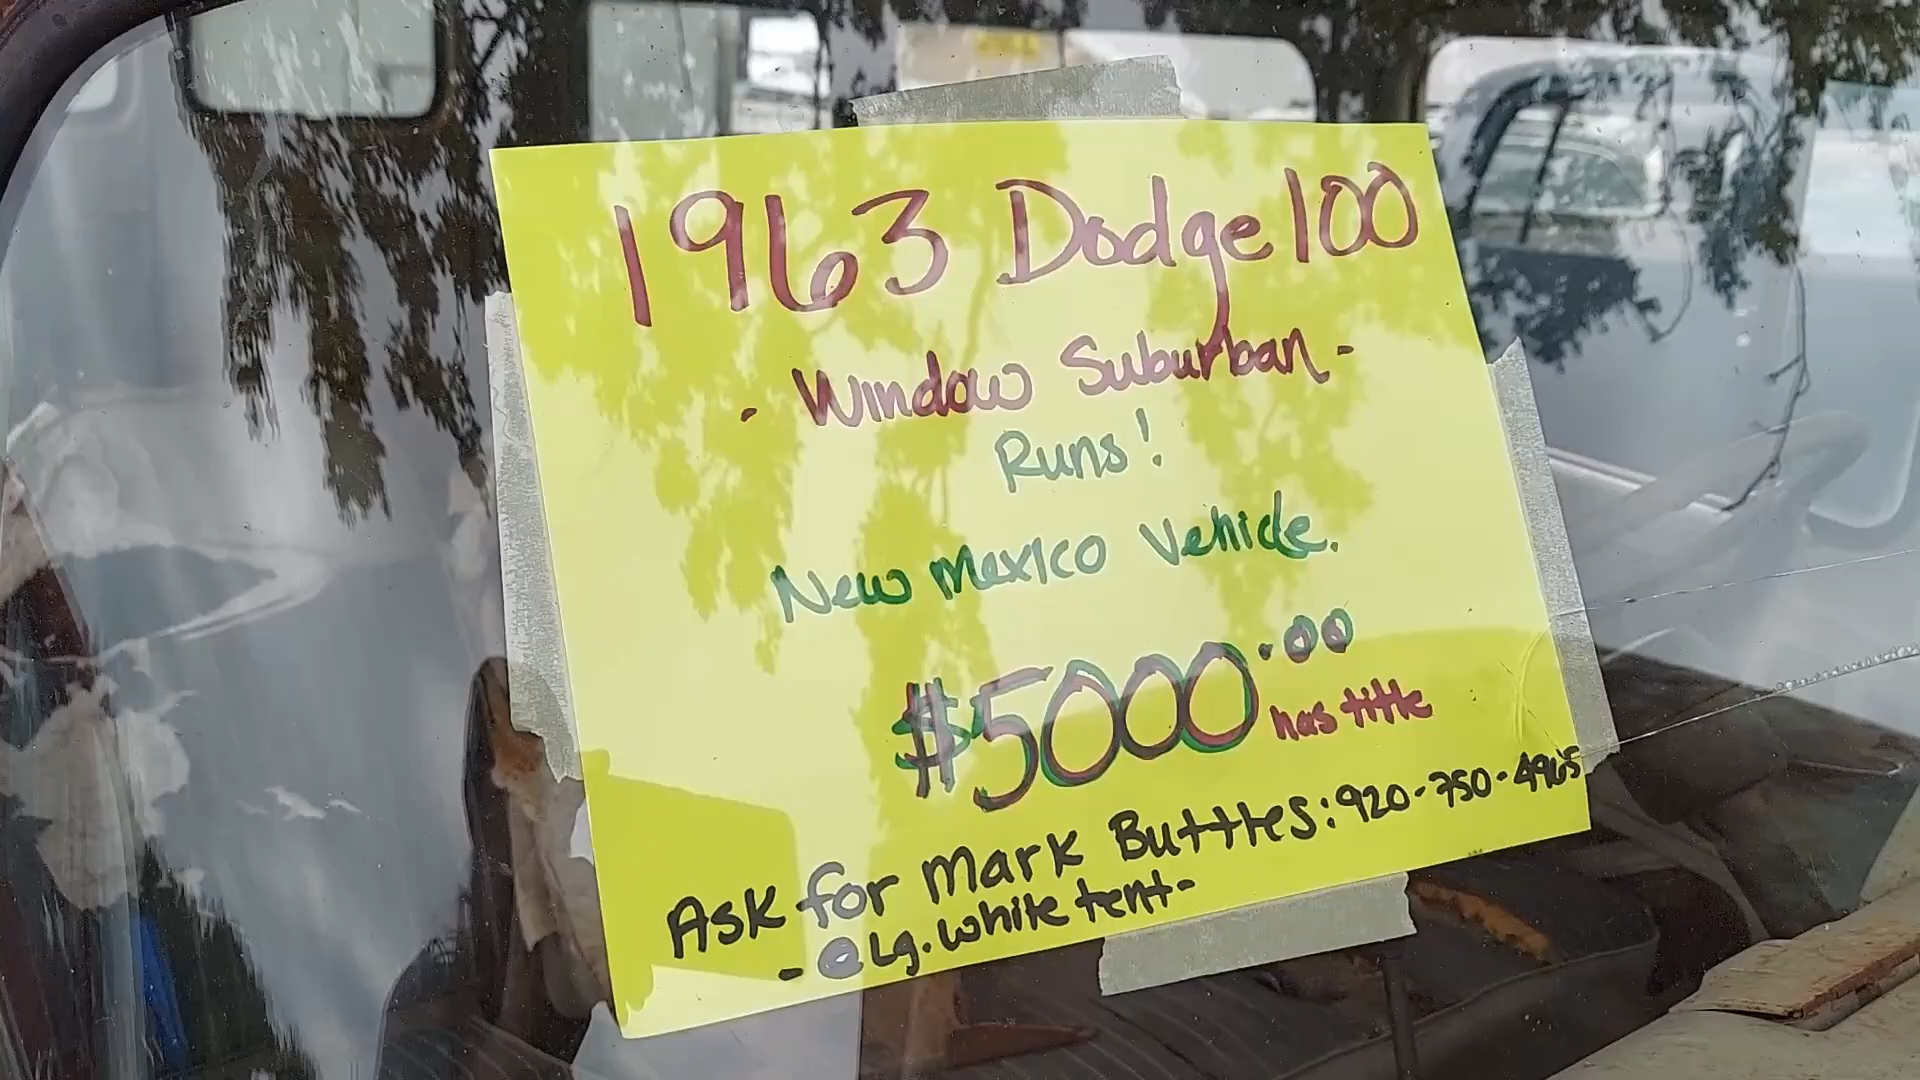 1963 Dodge 100
- Window Suburban -
Runs!
New Mexico Vehicle.
$5000.00
has title
Ask for Mark Buttles: 920-750-4965
- @ Lg. white tent -